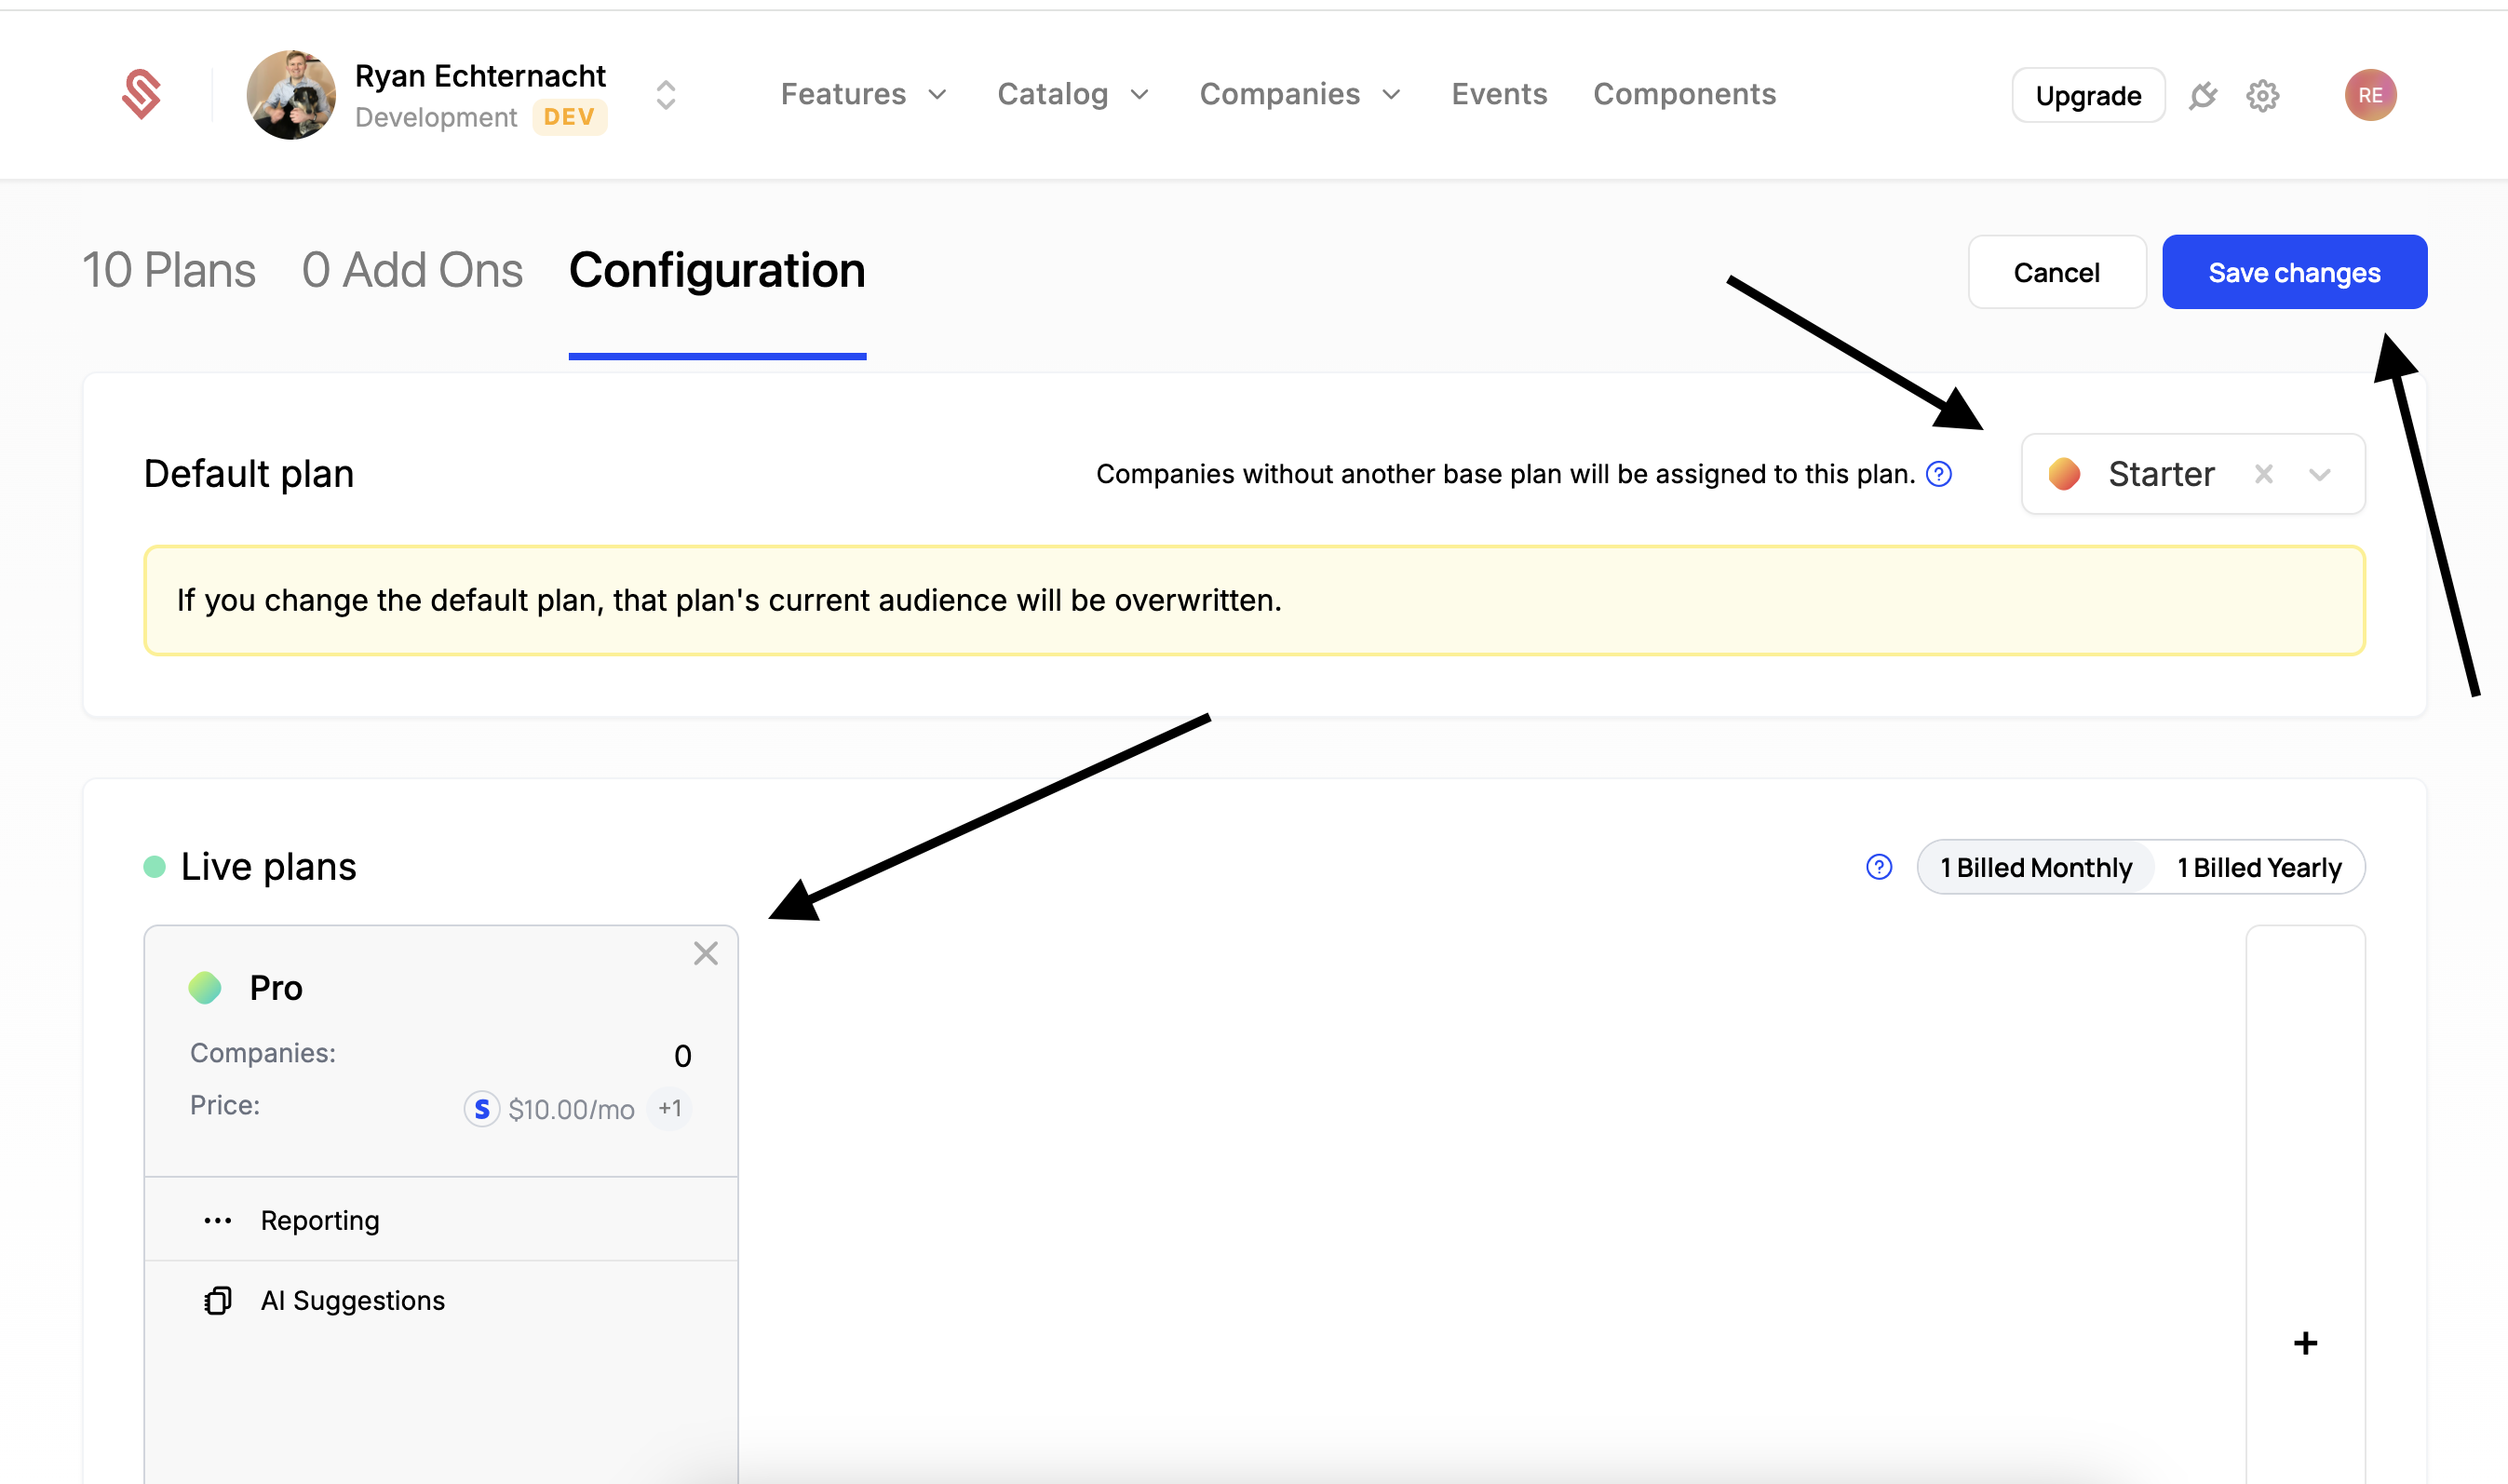 Ryan Echternacht
Development DEV
Features
Catalog
Companies
Events
Components
Upgrade
RE
10 Plans
0 Add Ons
Configuration
Cancel
Save changes
Default plan
Companies without another base plan will be assigned to this plan. ?
Starter
If you change the default plan, that plan's current audience will be overwritten.
Live plans
?
1 Billed Monthly
1 Billed Yearly
Pro
Companies: 0
Price: S $10.00/mo +1
Reporting
AI Suggestions
+